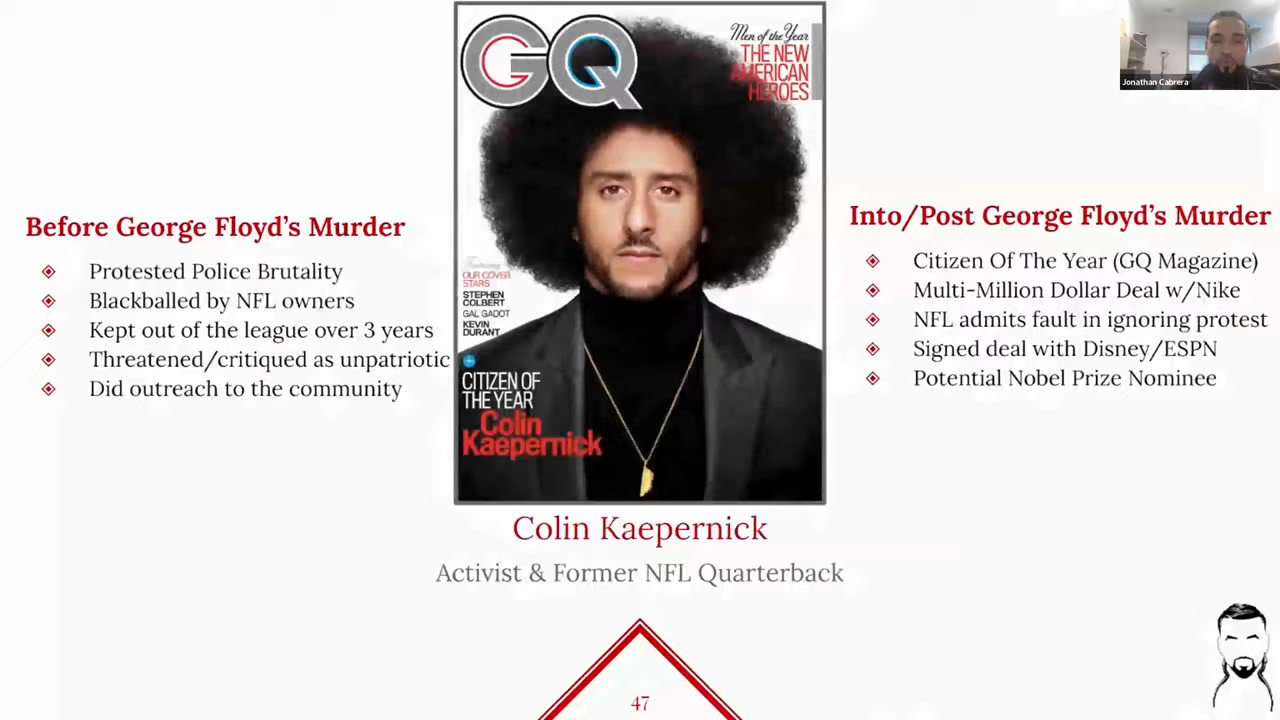 GQ
Men of the Year
THE NEW
AMERICAN
HEROES
Jonathan Cabrera
Before George Floyd's Murder
Protested Police Brutality
Blackballed by NFL owners
Kept out of the league over 3 years
Threatened/critiqued as unpatriotic
Did outreach to the community
Featuring
OUR COVER
STARS
STEPHEN
COLBERT
GAL GADOT
KEVIN
DURANT
CITIZEN OF
THE YEAR
Colin
Kaepernick
Into/Post George Floyd's Murder
Citizen Of The Year (GQ Magazine)
Multi-Million Dollar Deal w/Nike
NFL admits fault in ignoring protest
Signed deal with Disney/ESPN
Potential Nobel Prize Nominee
Colin Kaepernick
Activist & Former NFL Quarterback
47